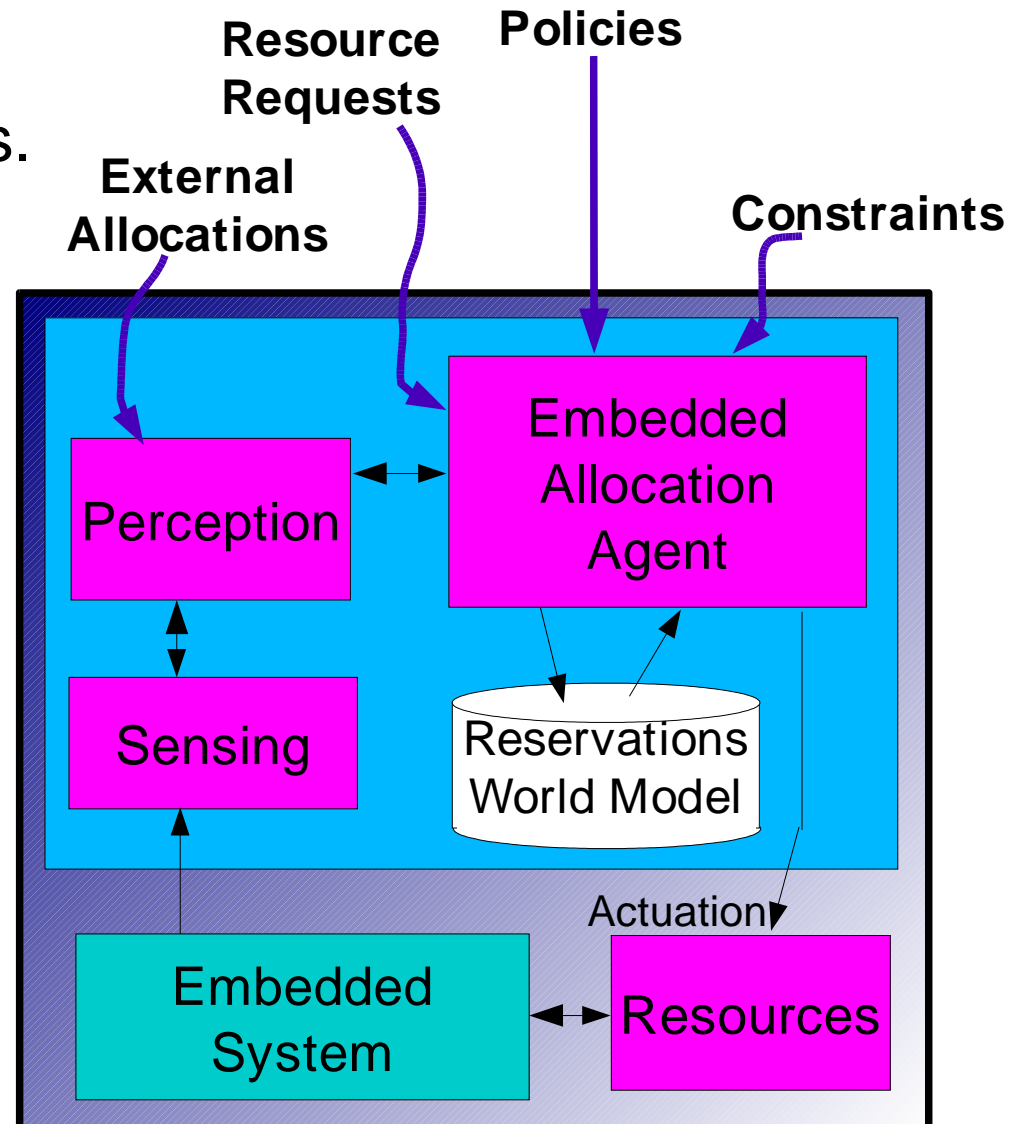 Policies
Resource
Requests
s.
External
Allocations
Constraints
Embedded
Allocation
Agent
Perception
Sensing
Reservations
World Model
Actuation
Embedded
System
Resources